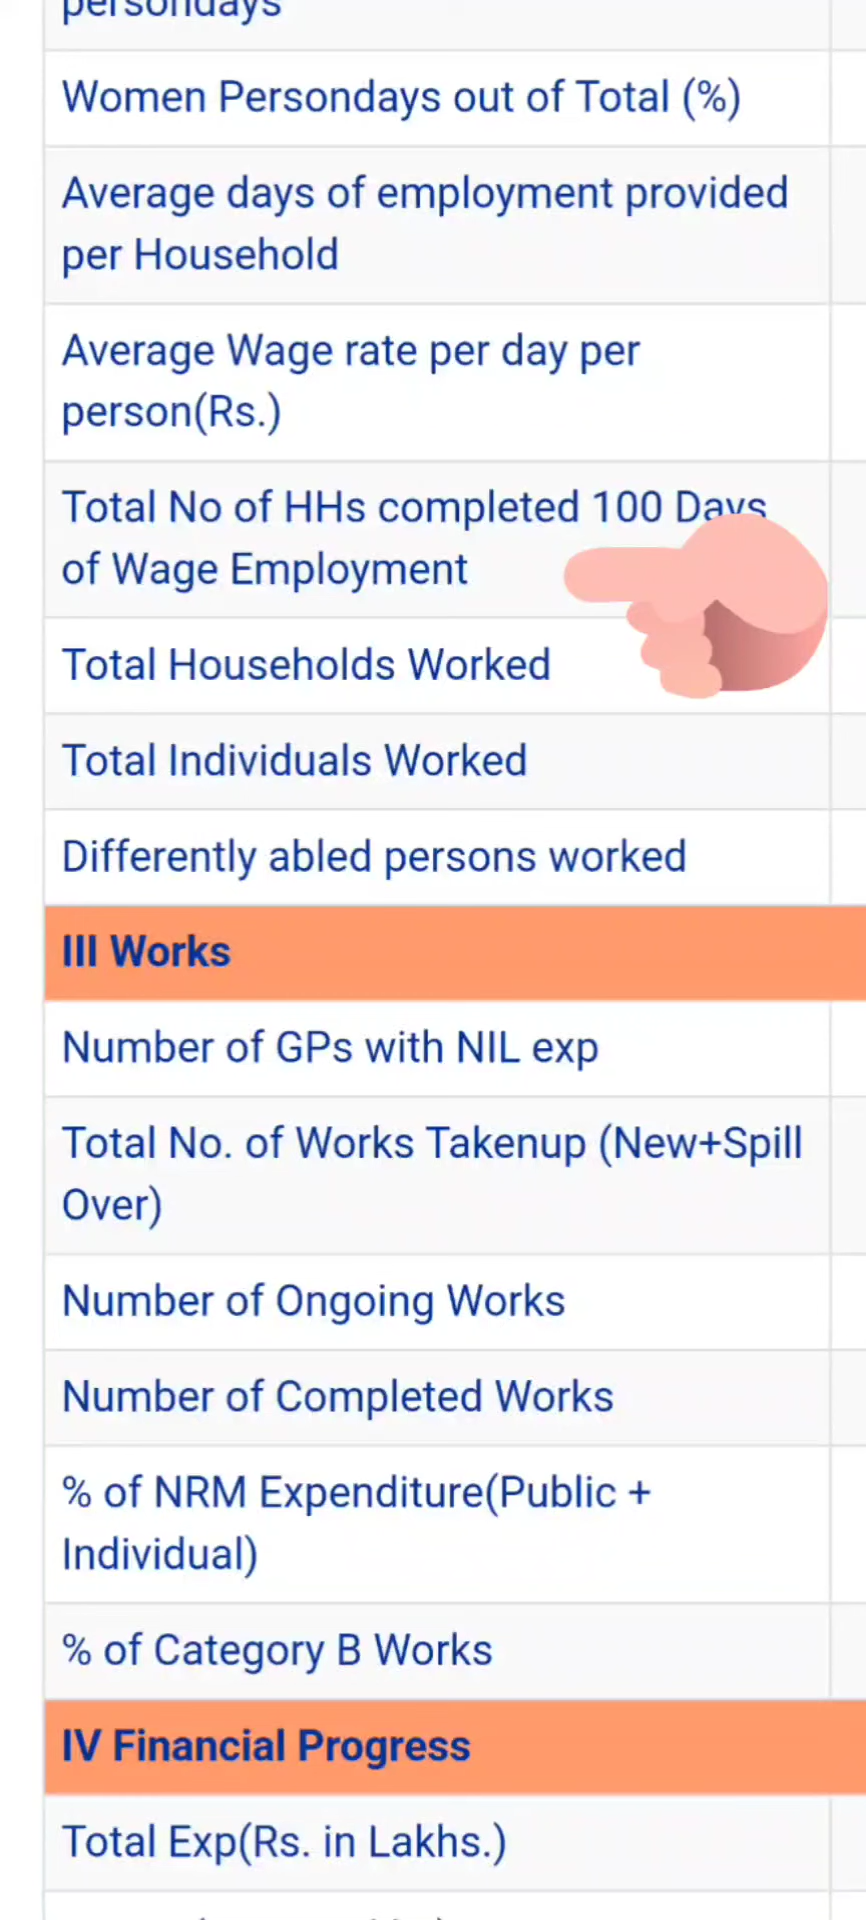 persondays
Women Persondays out of Total (%)
Average days of employment provided
per Household
Average Wage rate per day per
person(Rs.)
Total No of HHs completed 100 Days
of Wage Employment
Total Households Worked
Total Individuals Worked
Differently abled persons worked
III Works
Number of GPs with NIL exp
Total No. of Works Takenup (New+Spill
Over)
Number of Ongoing Works
Number of Completed Works
% of NRM Expenditure(Public +
Individual)
% of Category B Works
IV Financial Progress
Total Exp(Rs. in Lakhs.)